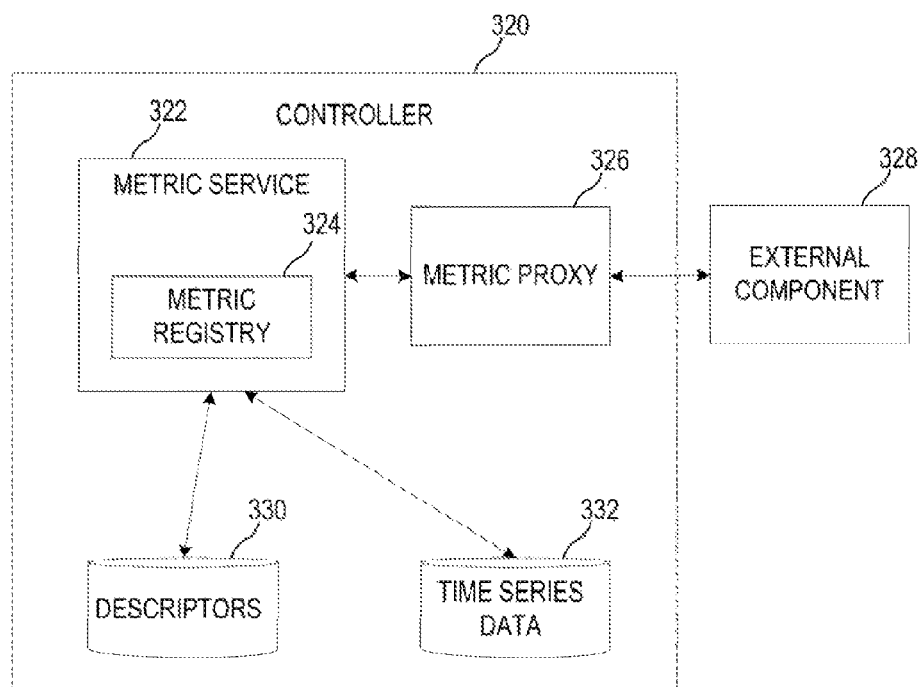 320
CONTROLLER
322
METRIC SERVICE
324
METRIC
REGISTRY
326
METRIC PROXY
328
EXTERNAL
COMPONENT
330
DESCRIPTORS
332
TIME SERIES
DATA